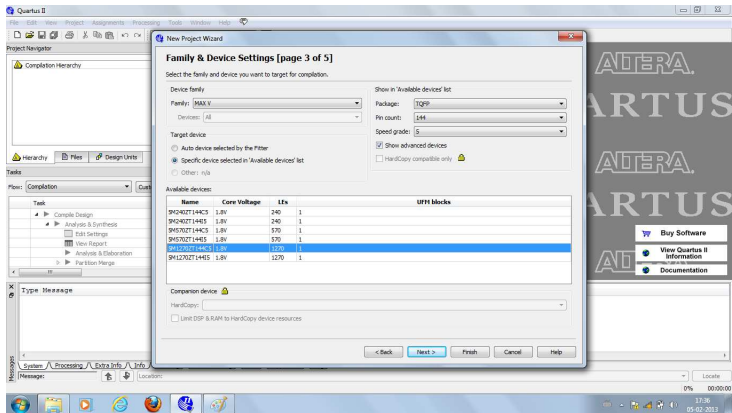 Quartus II
File Edit View Project Assignments Processing Tools Window Help
Project Navigator
Compilation Hierarchy
Hierarchy Files Design Units
Tasks
Flow: Compilation
Task
Compile Design
Analysis & Synthesis
Edit Settings
View Report
Analysis & Elaboration
Partition Merge
New Project Wizard
Family & Device Settings [page 3 of 5]
Select the family and device you want to target for compilation.
Device family
Family: MAX V
Devices: All
Target device
Auto device selected by the Fitter
Specific device selected in 'Available devices' list
Other: n/a
Show in 'Available devices' list
Package: TQFP
Pin count: 144
Speed grade: 5
Show advanced devices
HardCopy compatible only
Available devices:
Name Core Voltage LEs UFM blocks
5M240ZT144C5 1.8V 240 1
5M240ZT144I5 1.8V 240 1
5M570ZT144C5 1.8V 570 1
5M570ZT144I5 1.8V 570 1
5M1270ZT144C5 1.8V 1270 1
5M1270ZT144I5 1.8V 1270 1
Companion device
HardCopy:
Limit DSP & RAM to HardCopy device resources
< Back Next > Finish Cancel Help
ALTERA.
ARTUS
ALTERA.
ARTUS
Buy Software
View Quartus II
Information
Documentation
Type Message
System Processing Extra Info Info
Messages
Message: Location: Locate
0% 00:00:00
17:36
05-02-2013